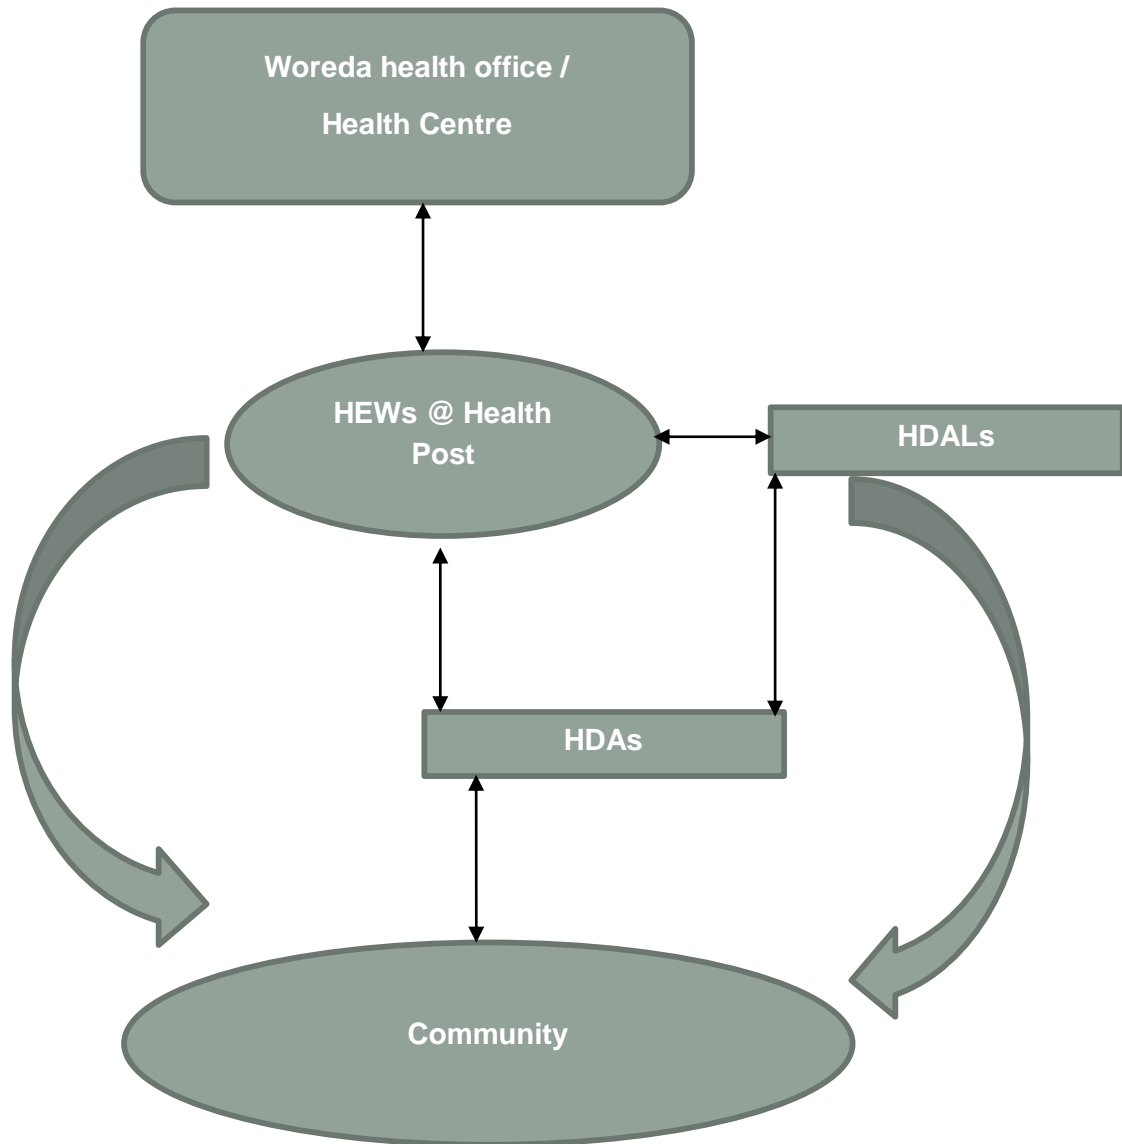 Woreda health office /
Health Centre
HEWs @ Health
Post
HDALs
HDAs
Community